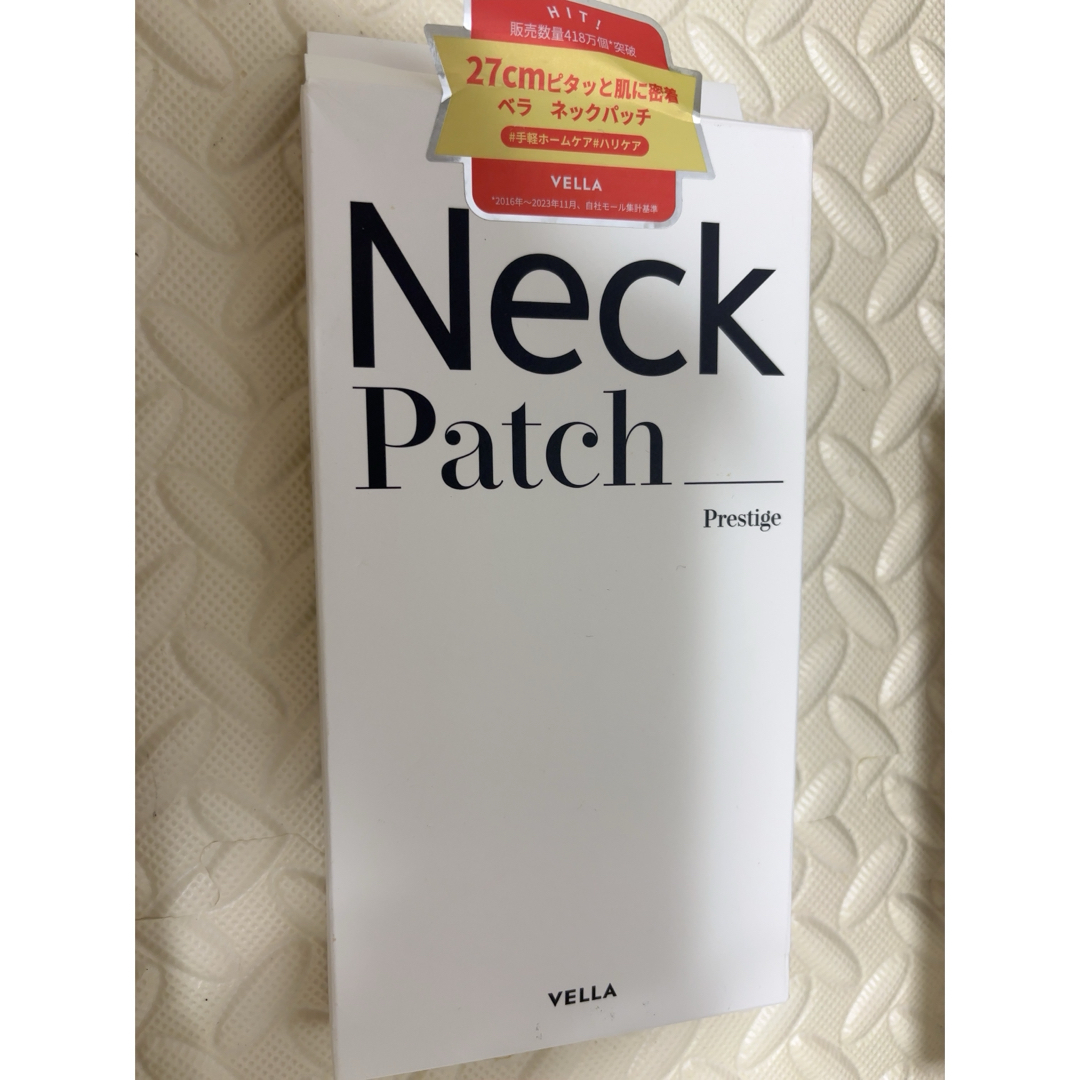 HIT!
販売数量418万個*突破
27cmピタッと肌に密着
ベラ ネックパッチ
#手軽ホームケア#ハリケア
VELLA
*2016年～2023年11月、自社モール集計基準
Neck
Patch
Prestige
VELLA